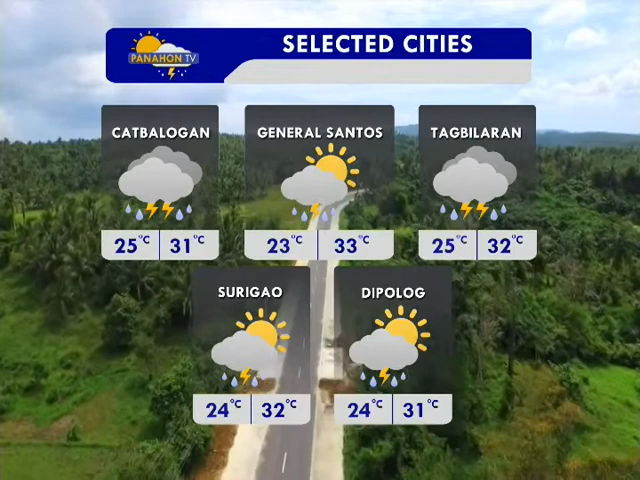 PANAHON TV
SELECTED CITIES
CATBALOGAN
25°C 31°C
GENERAL SANTOS
23°C 33°C
TAGBILARAN
25°C 32°C
SURIGAO
24°C 32°C
DIPOLOG
24°C 31°C